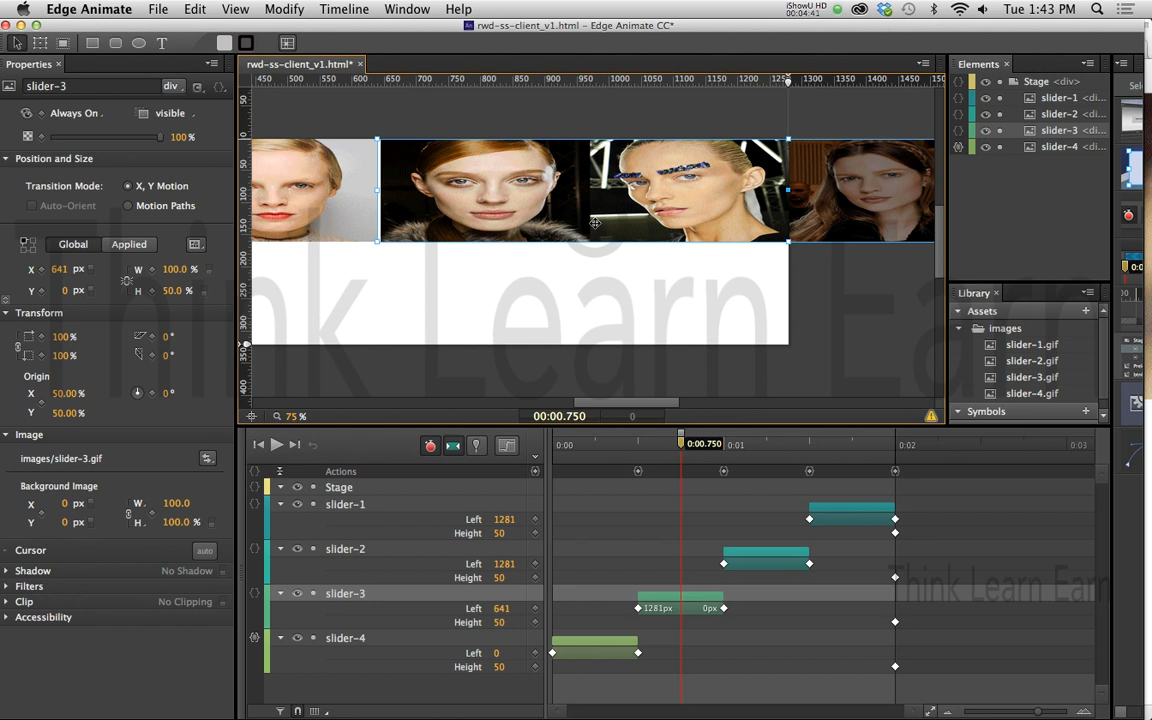 Edge Animate File Edit View Modify Timeline Window Help
iShowU HD 00:04:41 Tue 1:43 PM
rwd-ss-client_v1.html* - Edge Animate CC*
T
Properties ×
rwd-ss-client_v1.html* ×
Elements ×
slider-3 div
Always On visible
100 %
Position and Size
Transition Mode: X, Y Motion
Auto-Orient Motion Paths
Global Applied
X 641 px W 100.0 %
Y 0 px H 50.0 %
Transform
100 % 0 °
100 % 0 °
Origin
X 50.00 % 0 °
Y 50.00 %
Image
images/slider-3.gif
Background Image
X 0 px W 100.0
Y 0 px H 100.0 %
Cursor auto
Shadow No Shadow
Filters
Clip No Clipping
Accessibility
450 500 550 600 650 700 750 800 850 900 950 1000 1050 1100 1150 1200 1250 1300 1350 1400 1450
0 50 100 150 200 250 300 350 400
Think Learn Earn
75 % 00:00.750 0
Stage <div>
slider-1 <di...
slider-2 <di...
slider-3 <di...
slider-4 <di...
Library ×
Assets +
images
slider-1.gif
slider-2.gif
slider-3.gif
slider-4.gif
Symbols +
0:00 0:00.750 0:01 0:02 0:03
Actions
Stage
slider-1
Left 1281
Height 50
slider-2
Left 1281
Height 50
slider-3
Left 641 1281px 0px
Height 50
slider-4
Left 0
Height 50
Think Learn Earn